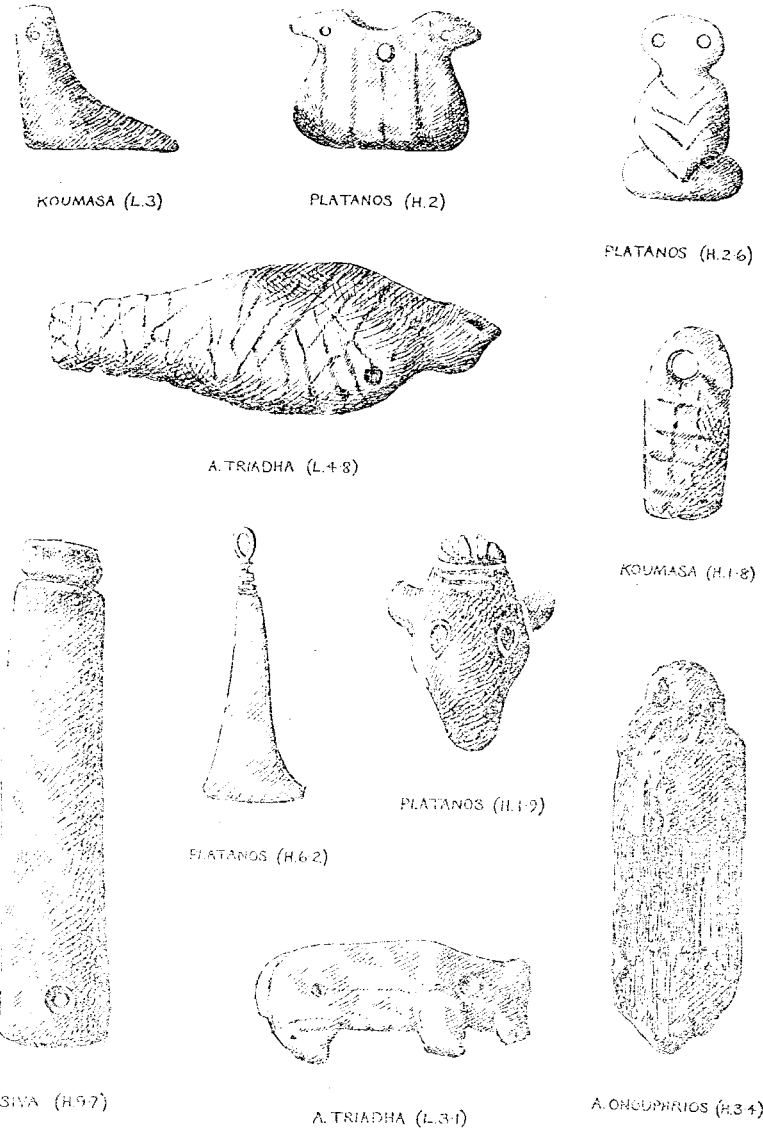 KOUMASA (L.3)
PLATANOS (H.2)
PLATANOS (H.2·6)
A. TRIADHA (L.4·8)
KOUMASA (H.1·8)
PLATANOS (H.1·9)
PLATANOS (H.6·2)
SIVA (H.9·7)
A. TRIADHA (L.3·1)
A. ONOUPHRIOS (H.3·4)